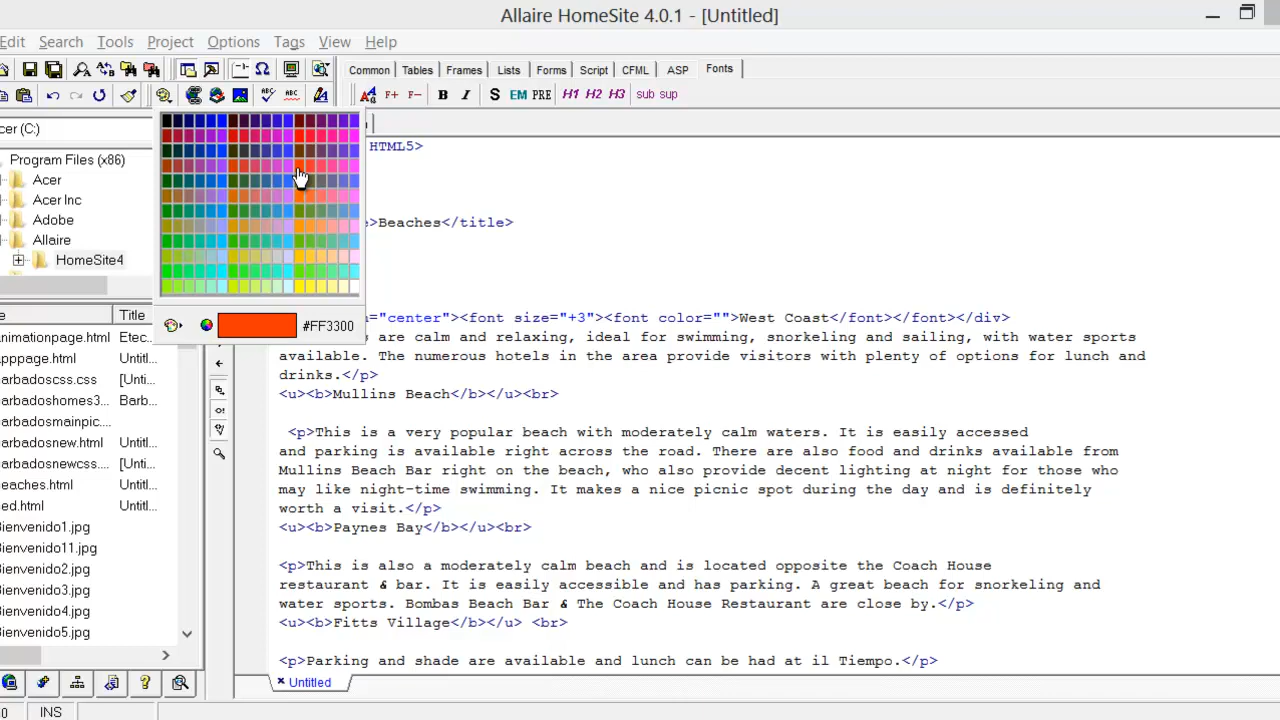 Allaire HomeSite 4.0.1 - [Untitled]
Edit Search Tools Project Options Tags View Help
Common Tables Frames Lists Forms Script CFML ASP Fonts
F+ F- B I S EM PRE H1 H2 H3 sub sup
cer (C:)
Program Files (x86)
Acer
Acer Inc
Adobe
Allaire
HomeSite4
#FF3300
e Title
nimationpage.html Etec...
pppage.html Untitl...
arbadoscss.css [Unti...
arbadoshomes3... Barb...
arbadosmainpic....
arbadosnew.html Untitl...
arbadosnewcss.... [Unti...
eaches.html Untitl...
ed.html Untitl...
Bienvenido1.jpg
Bienvenido11.jpg
Bienvenido2.jpg
Bienvenido3.jpg
Bienvenido4.jpg
Bienvenido5.jpg
HTML5>
e>Beaches</title>
="center"><font size="+3"><font color="">West Coast</font></font></div>
s are calm and relaxing, ideal for swimming, snorkeling and sailing, with water sports
available. The numerous hotels in the area provide visitors with plenty of options for lunch and
drinks.</p>
<u><b>Mullins Beach</b></u><br>
<p>This is a very popular beach with moderately calm waters. It is easily accessed
and parking is available right across the road. There are also food and drinks available from
Mullins Beach Bar right on the beach, who also provide decent lighting at night for those who
may like night-time swimming. It makes a nice picnic spot during the day and is definitely
worth a visit.</p>
<u><b>Paynes Bay</b></u><br>
<p>This is also a moderately calm beach and is located opposite the Coach House
restaurant & bar. It is easily accessible and has parking. A great beach for snorkeling and
water sports. Bombas Beach Bar & The Coach House Restaurant are close by.</p>
<u><b>Fitts Village</b></u> <br>
<p>Parking and shade are available and lunch can be had at il Tiempo.</p>
Untitled
0 INS